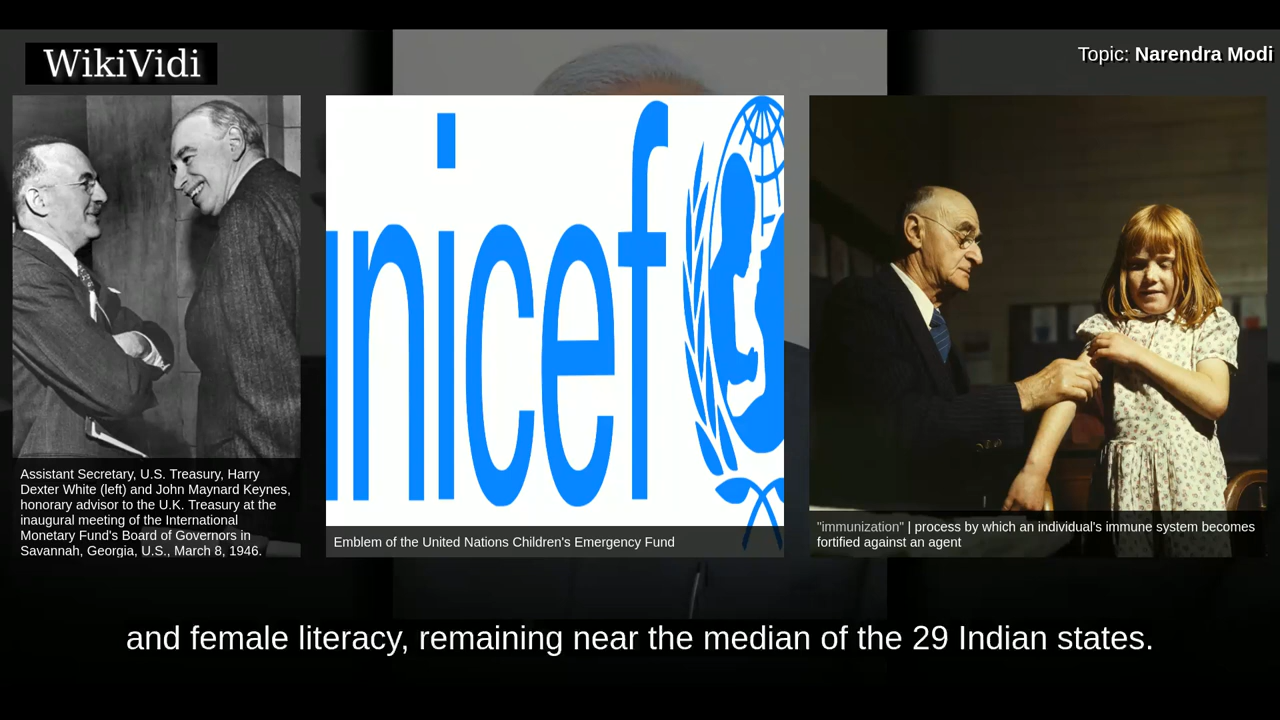 WikiVidi
Topic: Narendra Modi
unicef
Assistant Secretary, U.S. Treasury, Harry
Dexter White (left) and John Maynard Keynes,
honorary advisor to the U.K. Treasury at the
inaugural meeting of the International
Monetary Fund's Board of Governors in
Savannah, Georgia, U.S., March 8, 1946.
Emblem of the United Nations Children's Emergency Fund
"immunization" | process by which an individual's immune system becomes
fortified against an agent
and female literacy, remaining near the median of the 29 Indian states.